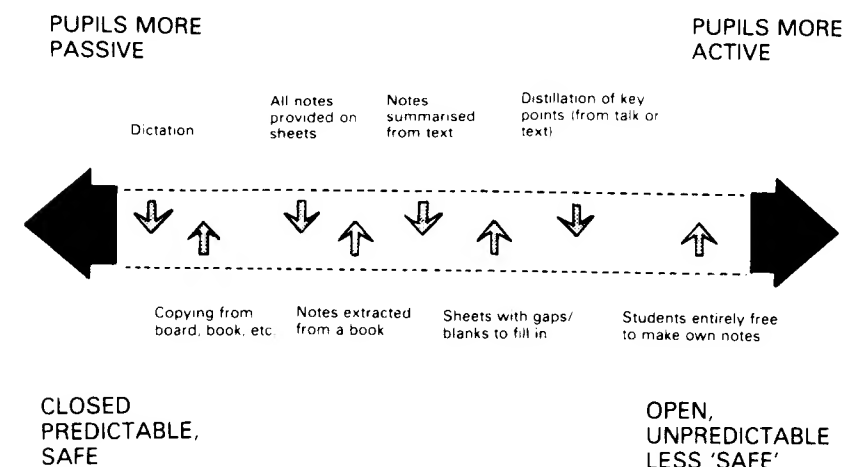 PUPILS MORE
PASSIVE
PUPILS MORE
ACTIVE
Dictation
All notes
provided on
sheets
Notes
summarised
from text
Distillation of key
points (from talk or
text)
Copying from
board, book, etc.
Notes extracted
from a book
Sheets with gaps/
blanks to fill in
Students entirely free
to make own notes
CLOSED
PREDICTABLE,
SAFE
OPEN,
UNPREDICTABLE
LESS 'SAFE'